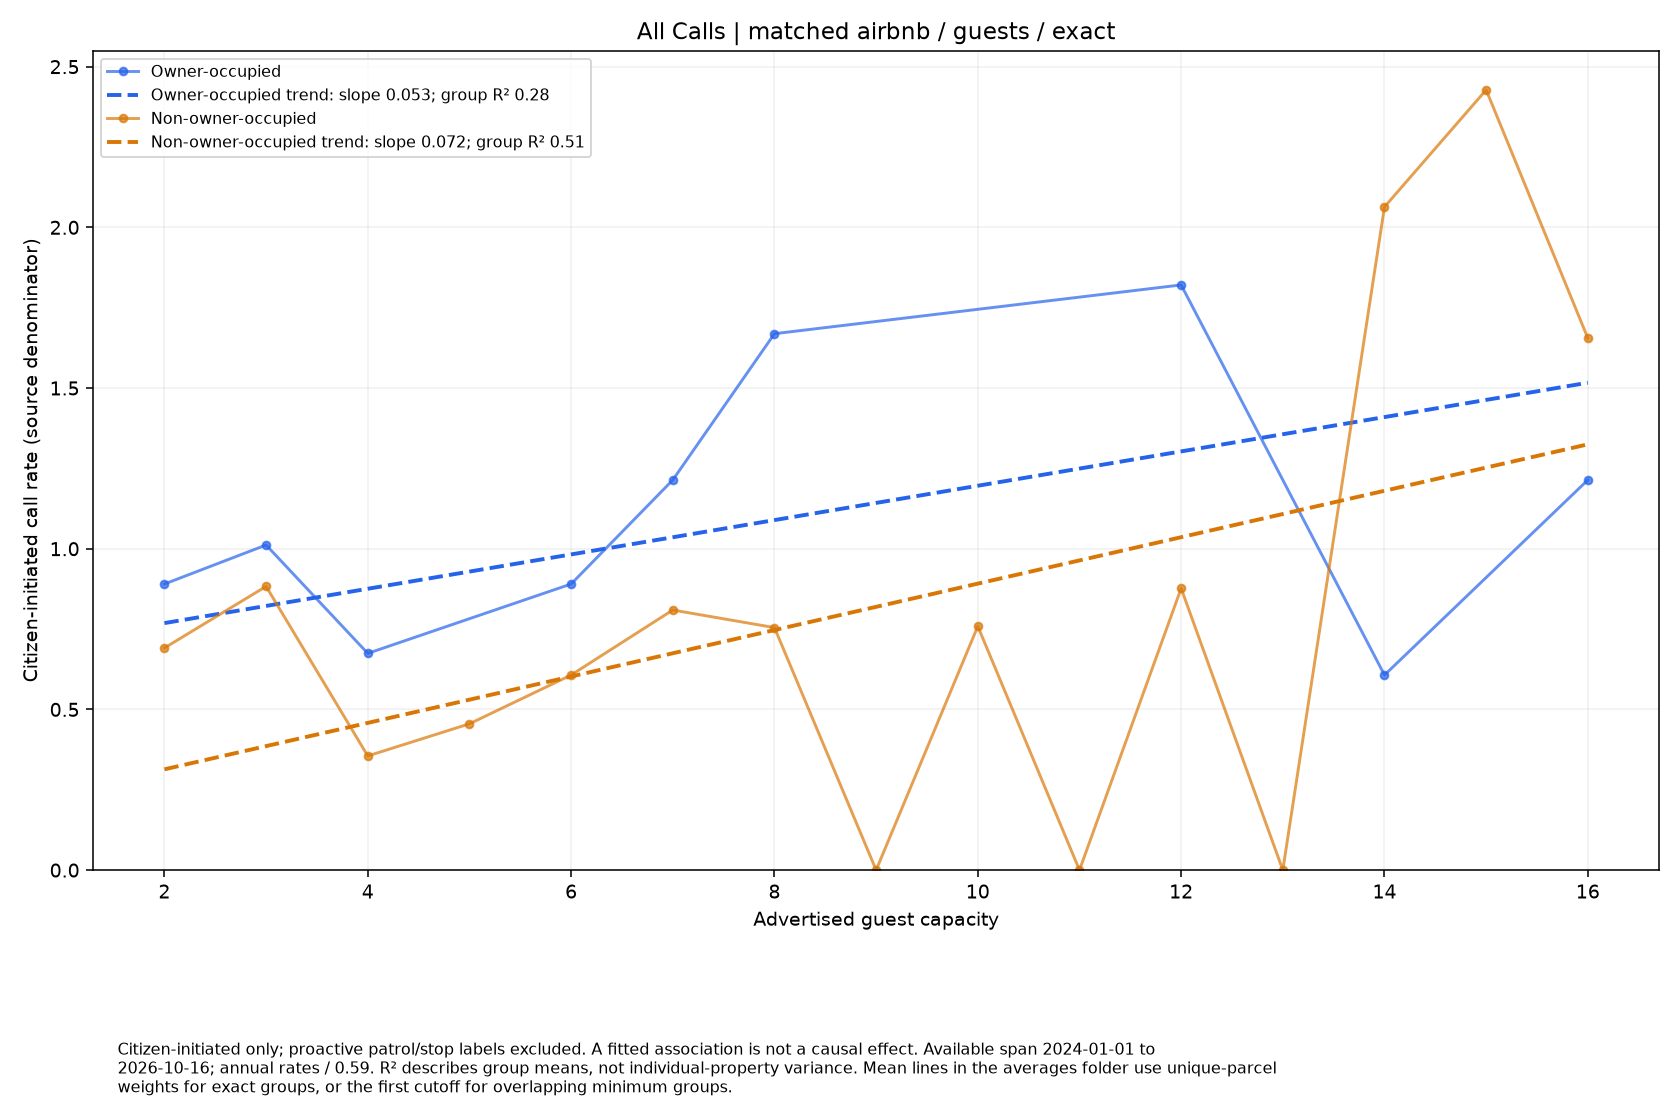 All Calls | matched airbnb / guests / exact
Owner-occupied
Owner-occupied trend: slope 0.053; group R² 0.28
Non-owner-occupied
Non-owner-occupied trend: slope 0.072; group R² 0.51
Citizen-initiated call rate (source denominator)
2.5
2.0
1.5
1.0
0.5
0.0
2 4 6 8 10 12 14 16
Advertised guest capacity
Citizen-initiated only; proactive patrol/stop labels excluded. A fitted association is not a causal effect. Available span 2024-01-01 to
2026-10-16; annual rates / 0.59. R² describes group means, not individual-property variance. Mean lines in the averages folder use unique-parcel
weights for exact groups, or the first cutoff for overlapping minimum groups.